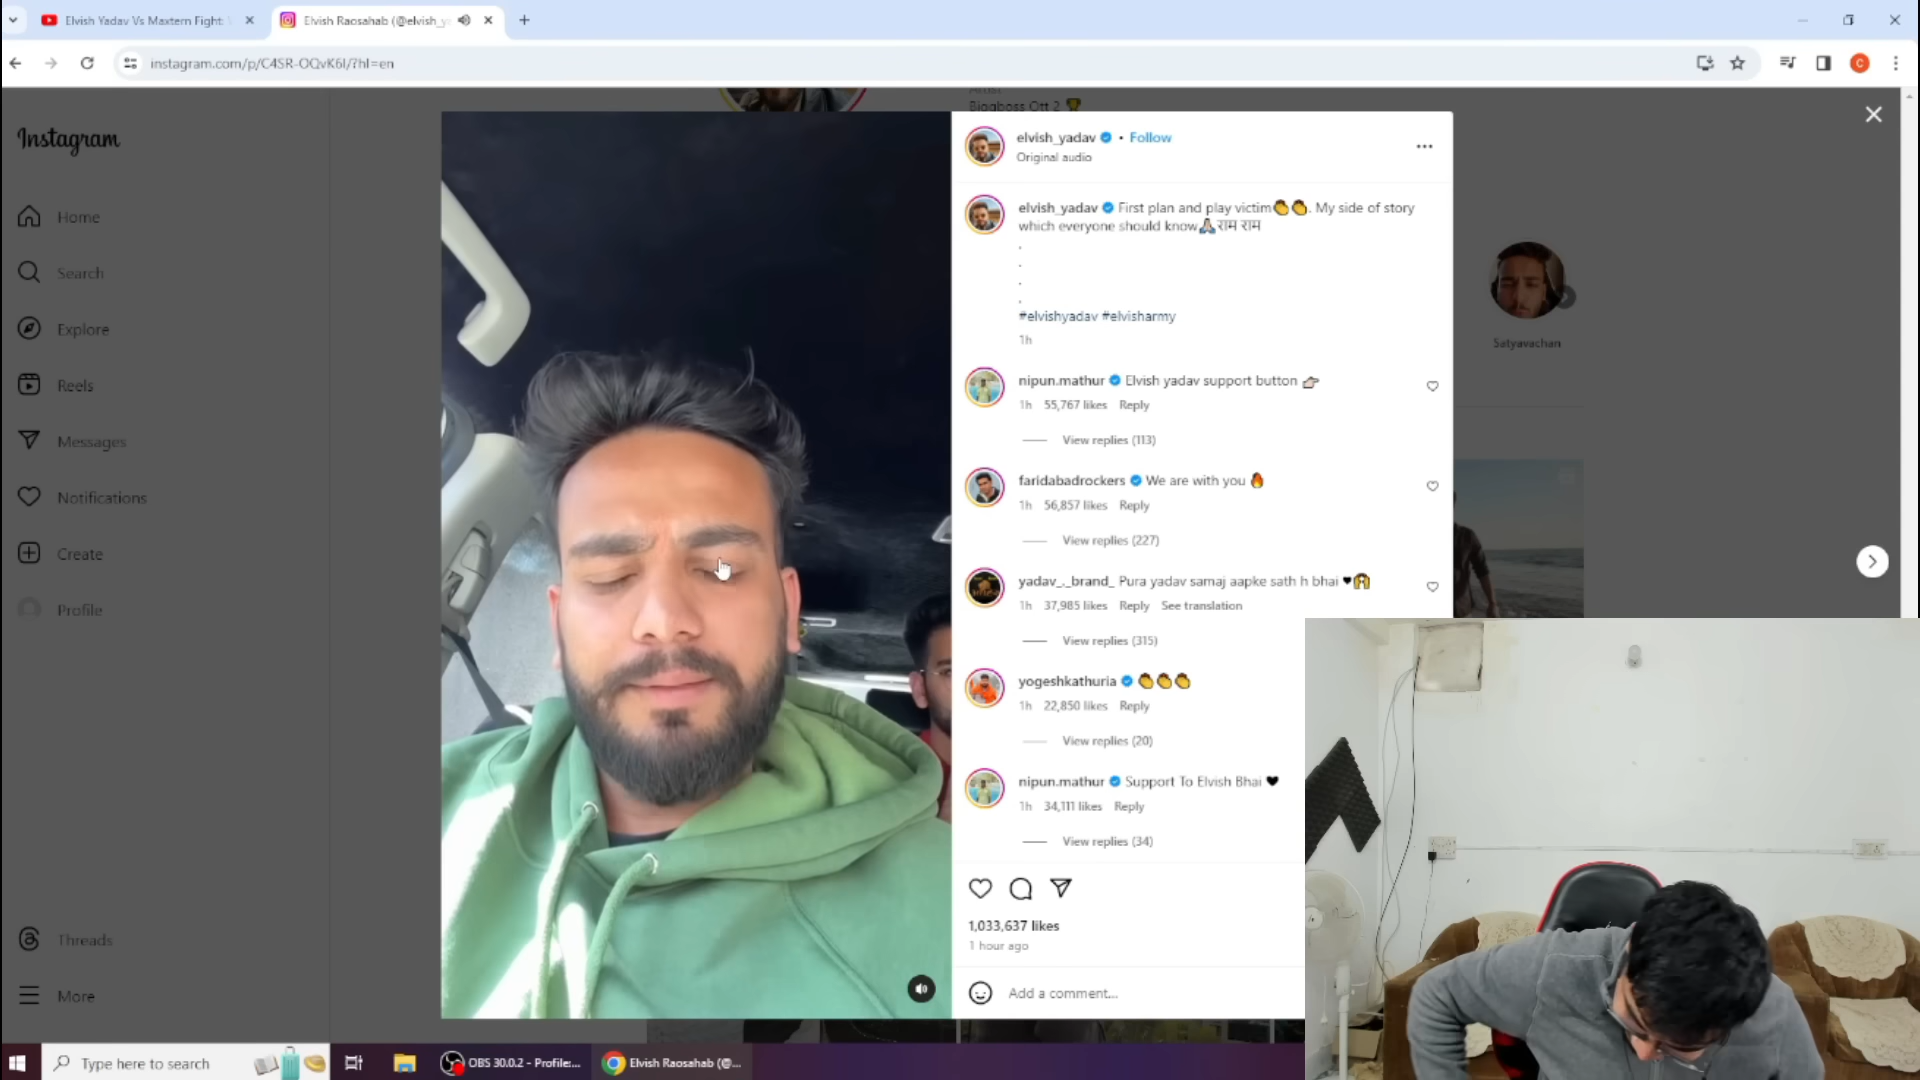 Elvish Yadav Vs Maxtern Fight:
Elvish Raosahab (@elvish_y
instagram.com/p/C4SR-OQvK6I/?hl=en
C
Artist
Biggboss Ott 2 🏆
Instagram
Home
Search
Explore
Reels
Messages
Notifications
Create
Profile
Threads
More
elvish_yadav • Follow
Original audio
elvish_yadav First plan and play victim👏👏. My side of story
which everyone should know🙏🏻राम राम
.
.
.
.
#elvishyadav #elvisharmy
1h
nipun.mathur Elvish yadav support button 👉
1h 55,767 likes Reply
View replies (113)
faridabadrockers We are with you 🔥
1h 56,857 likes Reply
View replies (227)
yadav_._brand_ Pura yadav samaj aapke sath h bhai ♥🙌
1h 37,985 likes Reply See translation
View replies (315)
yogeshkathuria 👏👏👏
1h 22,850 likes Reply
View replies (20)
nipun.mathur Support To Elvish Bhai ♥
1h 34,111 likes Reply
View replies (34)
1,033,637 likes
1 hour ago
Add a comment...
Satyavachan
Type here to search
OBS 30.0.2 - Profile:...
Elvish Raosahab (@...